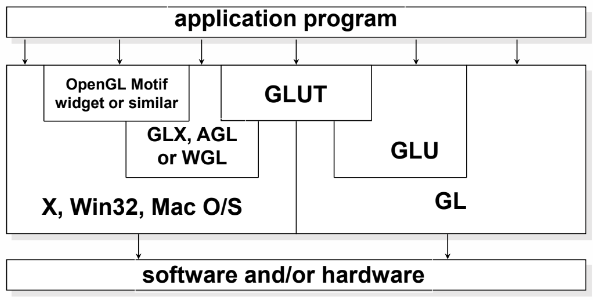 application program
OpenGL Motif
widget or similar
GLUT
GLX, AGL
or WGL
GLU
X, Win32, Mac O/S
GL
software and/or hardware